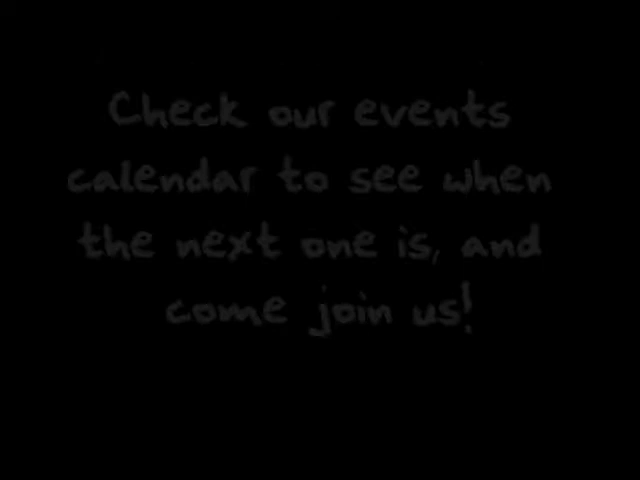 Check our events
calendar to see when
the next one is, and
come join us!